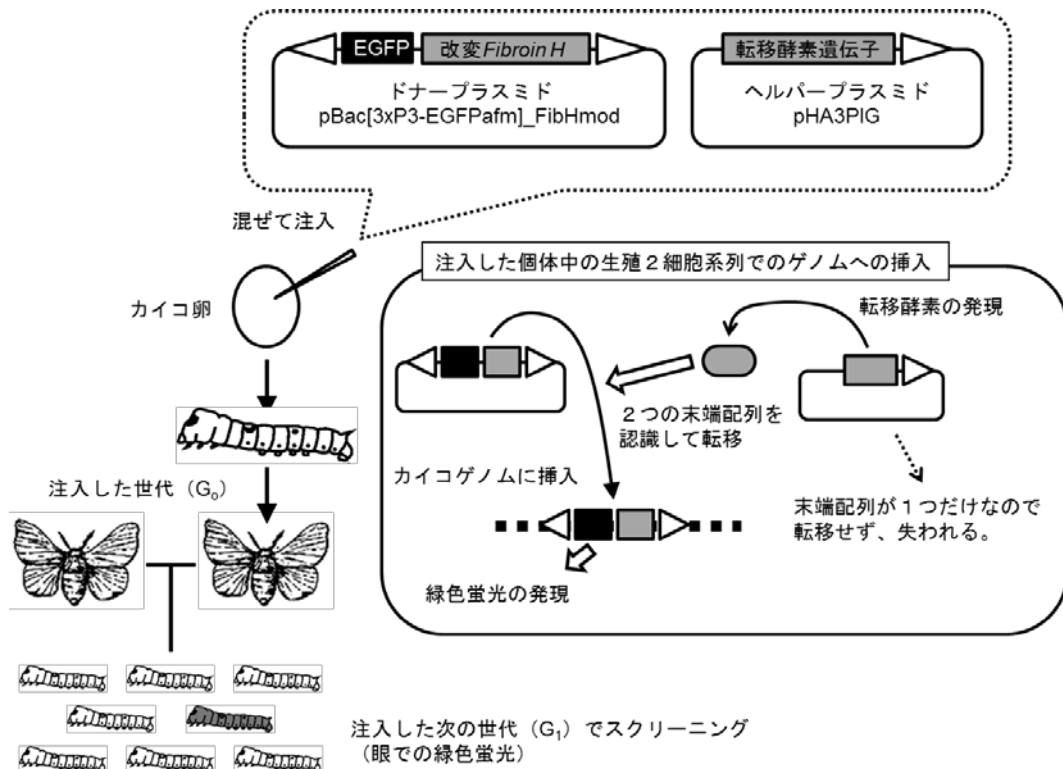 EGFP 改変Fibroin H
ドナープラスミド
pBac[3xP3-EGFPafm]_FibHmod
転移酵素遺伝子
ヘルパープラスミド
pHA3PIG
混ぜて注入
カイコ卵
注入した個体中の生殖２細胞系列でのゲノムへの挿入
転移酵素の発現
２つの末端配列を
認識して転移
カイコゲノムに挿入
末端配列が１つだけなので
転移せず、失われる。
緑色蛍光の発現
注入した世代（G₀）
注入した次の世代（G₁）でスクリーニング
（眼での緑色蛍光）